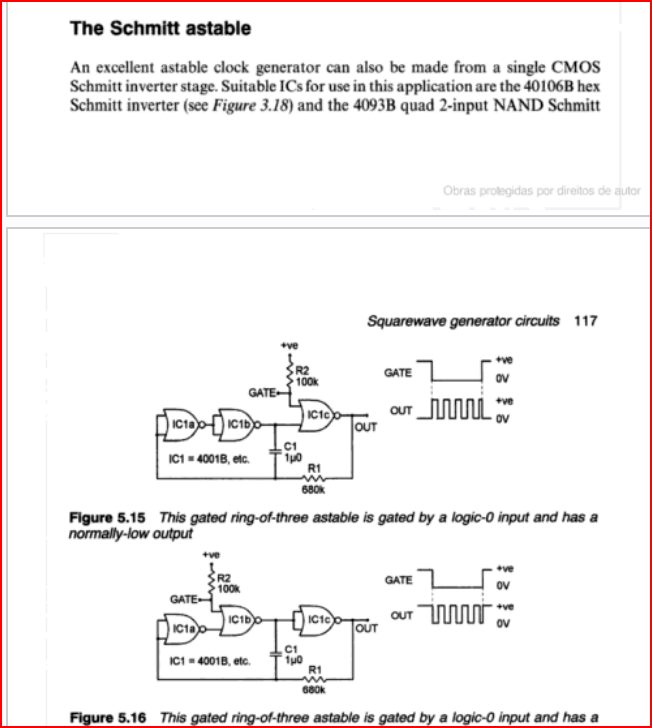 The Schmitt astable
An excellent astable clock generator can also be made from a single CMOS
Schmitt inverter stage. Suitable ICs for use in this application are the 40106B hex
Schmitt inverter (see Figure 3.18) and the 4093B quad 2-input NAND Schmitt
Obras protegidas por direitos de autor
Squarewave generator circuits 117
+ve
R2
100k
GATE
IC1a
IC1b
IC1c
OUT
C1
1μ0
R1
680k
IC1 = 4001B, etc.
GATE
+ve
0V
OUT
+ve
0V
Figure 5.15 This gated ring-of-three astable is gated by a logic-0 input and has a
normally-low output
+ve
R2
100k
GATE
IC1a
IC1b
IC1c
OUT
C1
1μ0
R1
680k
IC1 = 4001B, etc.
GATE
+ve
0V
OUT
+ve
0V
Figure 5.16 This gated ring-of-three astable is gated by a logic-0 input and has a